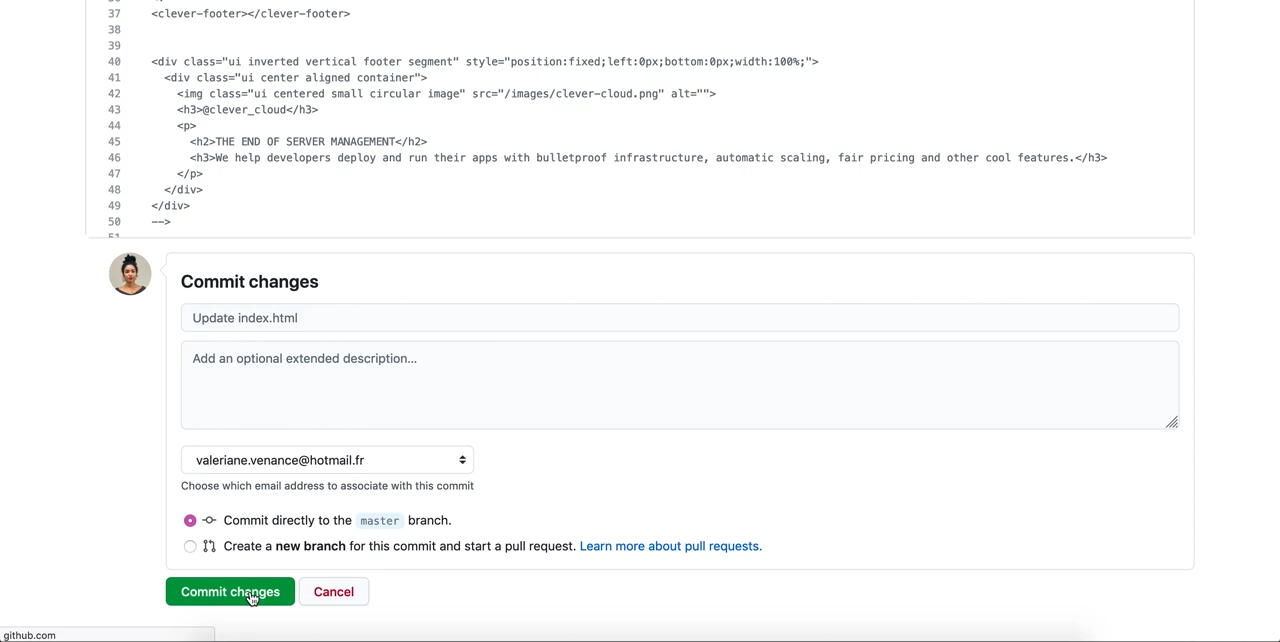 37 <clever-footer></clever-footer>
38
39
40 <div class="ui inverted vertical footer segment" style="position:fixed;left:0px;bottom:0px;width:100%;">
41 <div class="ui center aligned container">
42 <img class="ui centered small circular image" src="/images/clever-cloud.png" alt="">
43 <h3>@clever_cloud</h3>
44 <p>
45 <h2>THE END OF SERVER MANAGEMENT</h2>
46 <h3>We help developers deploy and run their apps with bulletproof infrastructure, automatic scaling, fair pricing and other cool features.</h3>
47 </p>
48 </div>
49 </div>
50 -->
51
Commit changes
Update index.html
Add an optional extended description...
valeriane.venance@hotmail.fr
Choose which email address to associate with this commit
Commit directly to the master branch.
Create a new branch for this commit and start a pull request. Learn more about pull requests.
Commit changes Cancel
github.com